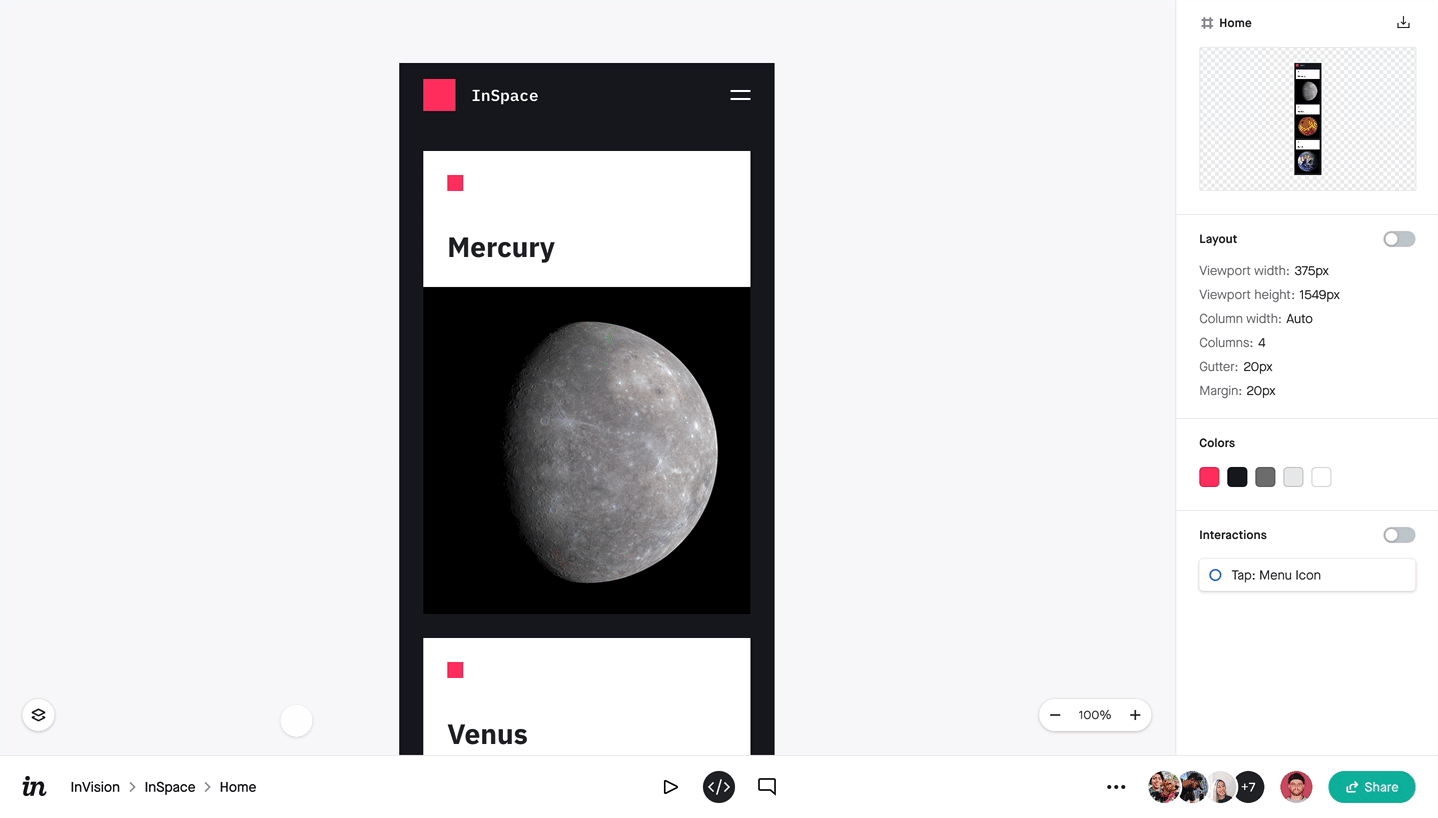 Home
InSpace
Mercury
Venus
Layout
Viewport width: 375px
Viewport height: 1549px
Column width: Auto
Columns: 4
Gutter: 20px
Margin: 20px
Colors
Interactions
Tap: Menu Icon
100%
in
InVision > InSpace > Home
</>
+7
Share